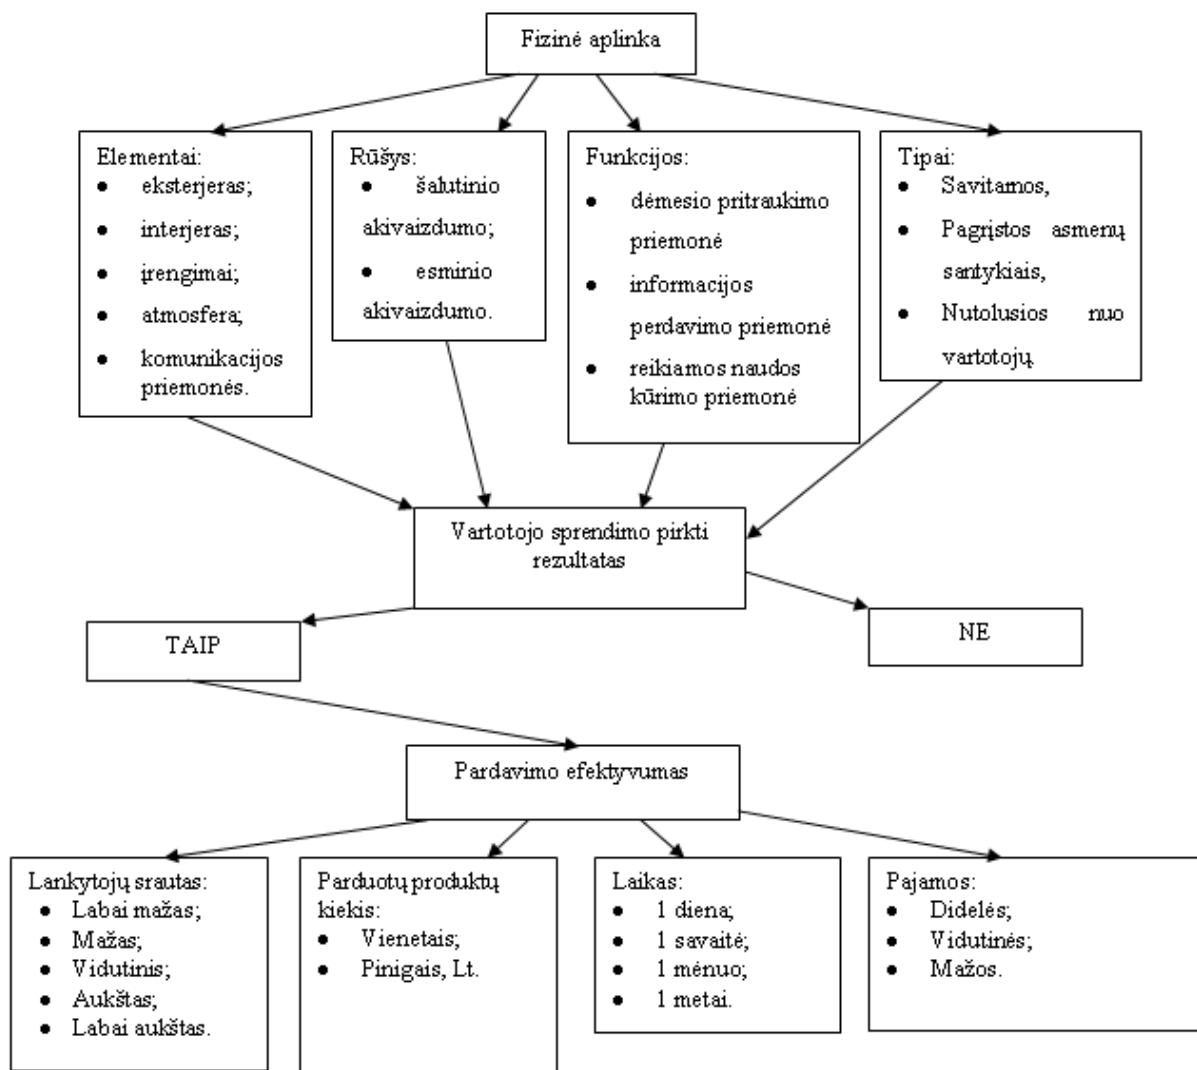 Fizinė aplinka
Elementai:
• eksterjeras;
• interjeras;
• įrengimai;
• atmosfera;
• komunikacijos
priemonės.
Rūšys:
• šalutinio
akivaizdumo;
• esminio
akivaizdumo.
Funkcijos:
• dėmesio pritraukimo
priemonė
• informacijos
perdavimo priemonė
• reikiamos naudos
kūrimo priemonė
Tipai:
• Savitarnos,
• Pagrįstos asmenų
santykiais,
• Nutolusios nuo
vartotojų.
Vartotojo sprendimo pirkti
rezultatas
TAIP
NE
Pardavimo efektyvumas
Lankytojų srautas:
• Labai mažas;
• Mažas;
• Vidutinis;
• Aukštas;
• Labai aukštas.
Parduotų produktų
kiekis:
• Vienetais;
• Pinigais, Lt.
Laikas:
• 1 diena;
• 1 savaitė;
• 1 mėnuo;
• 1 metai.
Pajamos:
• Didelės;
• Vidutinės;
• Mažos.